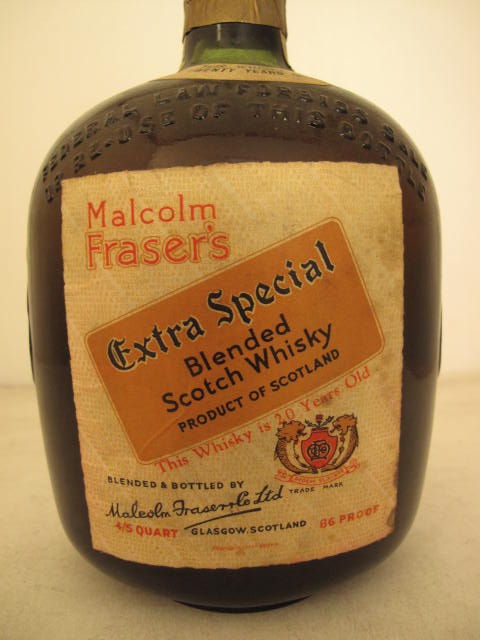 TWENTY YEARS
FEDERAL LAW FORBIDS SALE
OR RE-USE OF THIS BOTTLE
Malcolm
Fraser's
Extra Special
Blended
Scotch Whisky
PRODUCT OF SCOTLAND
This Whisky is 20 Years Old
BLENDED & BOTTLED BY
Malcolm Fraser & Co Ltd
TRADE MARK
4/5 QUART
GLASGOW, SCOTLAND
86 PROOF